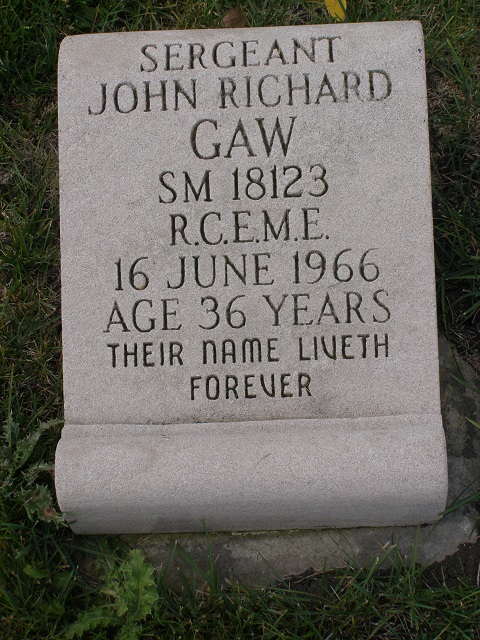 SERGEANT
JOHN RICHARD
GAW
SM 18123
R.C.E.M.E.
16 JUNE 1966
AGE 36 YEARS
THEIR NAME LIVETH
FOREVER